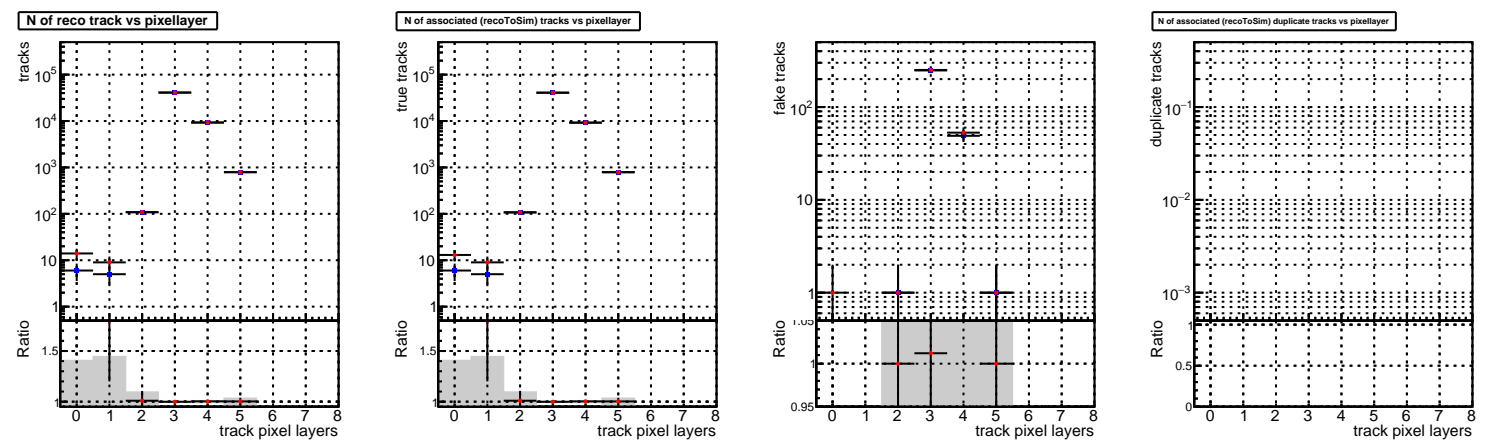 N of reco track vs pixellayer
tracks
10^5
10^4
10^3
10^2
10
1
Ratio
1.5
1
0 1 2 3 4 5 6 7 8
track pixel layers
N of associated (recoToSim) tracks vs pixellayer
true tracks
10^5
10^4
10^3
10^2
10
1
Ratio
1.5
1
0 1 2 3 4 5 6 7 8
track pixel layers
fake tracks
10^2
10
1
Ratio
1.05
1
0.95
0 1 2 3 4 5 6 7 8
track pixel layers
N of associated (recoToSim) duplicate tracks vs pixellayer
duplicate tracks
10^−1
10^−2
10^−3
Ratio
1
0.5
0
0 1 2 3 4 5 6 7 8
track pixel layers